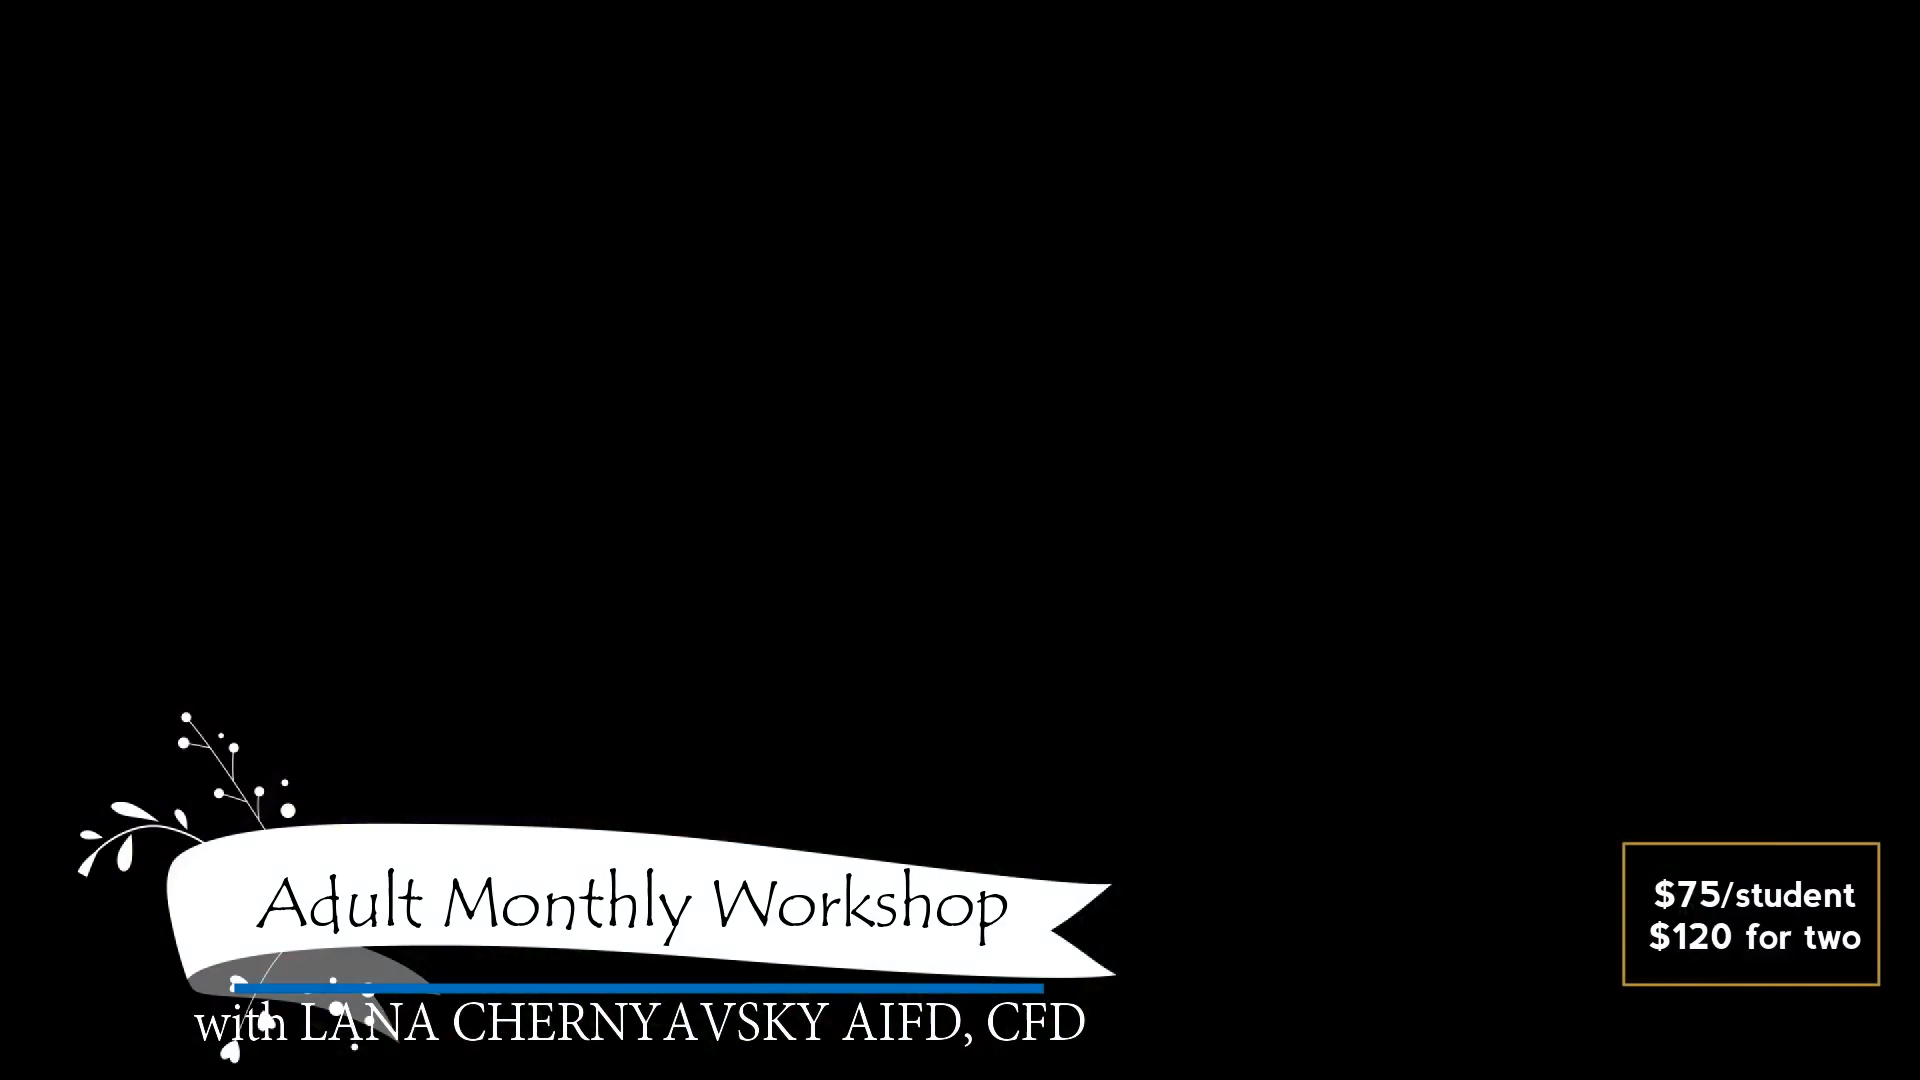 Adult Monthly Workshop
with LANA CHERNYAVSKY AIFD, CFD
$75/student
$120 for two